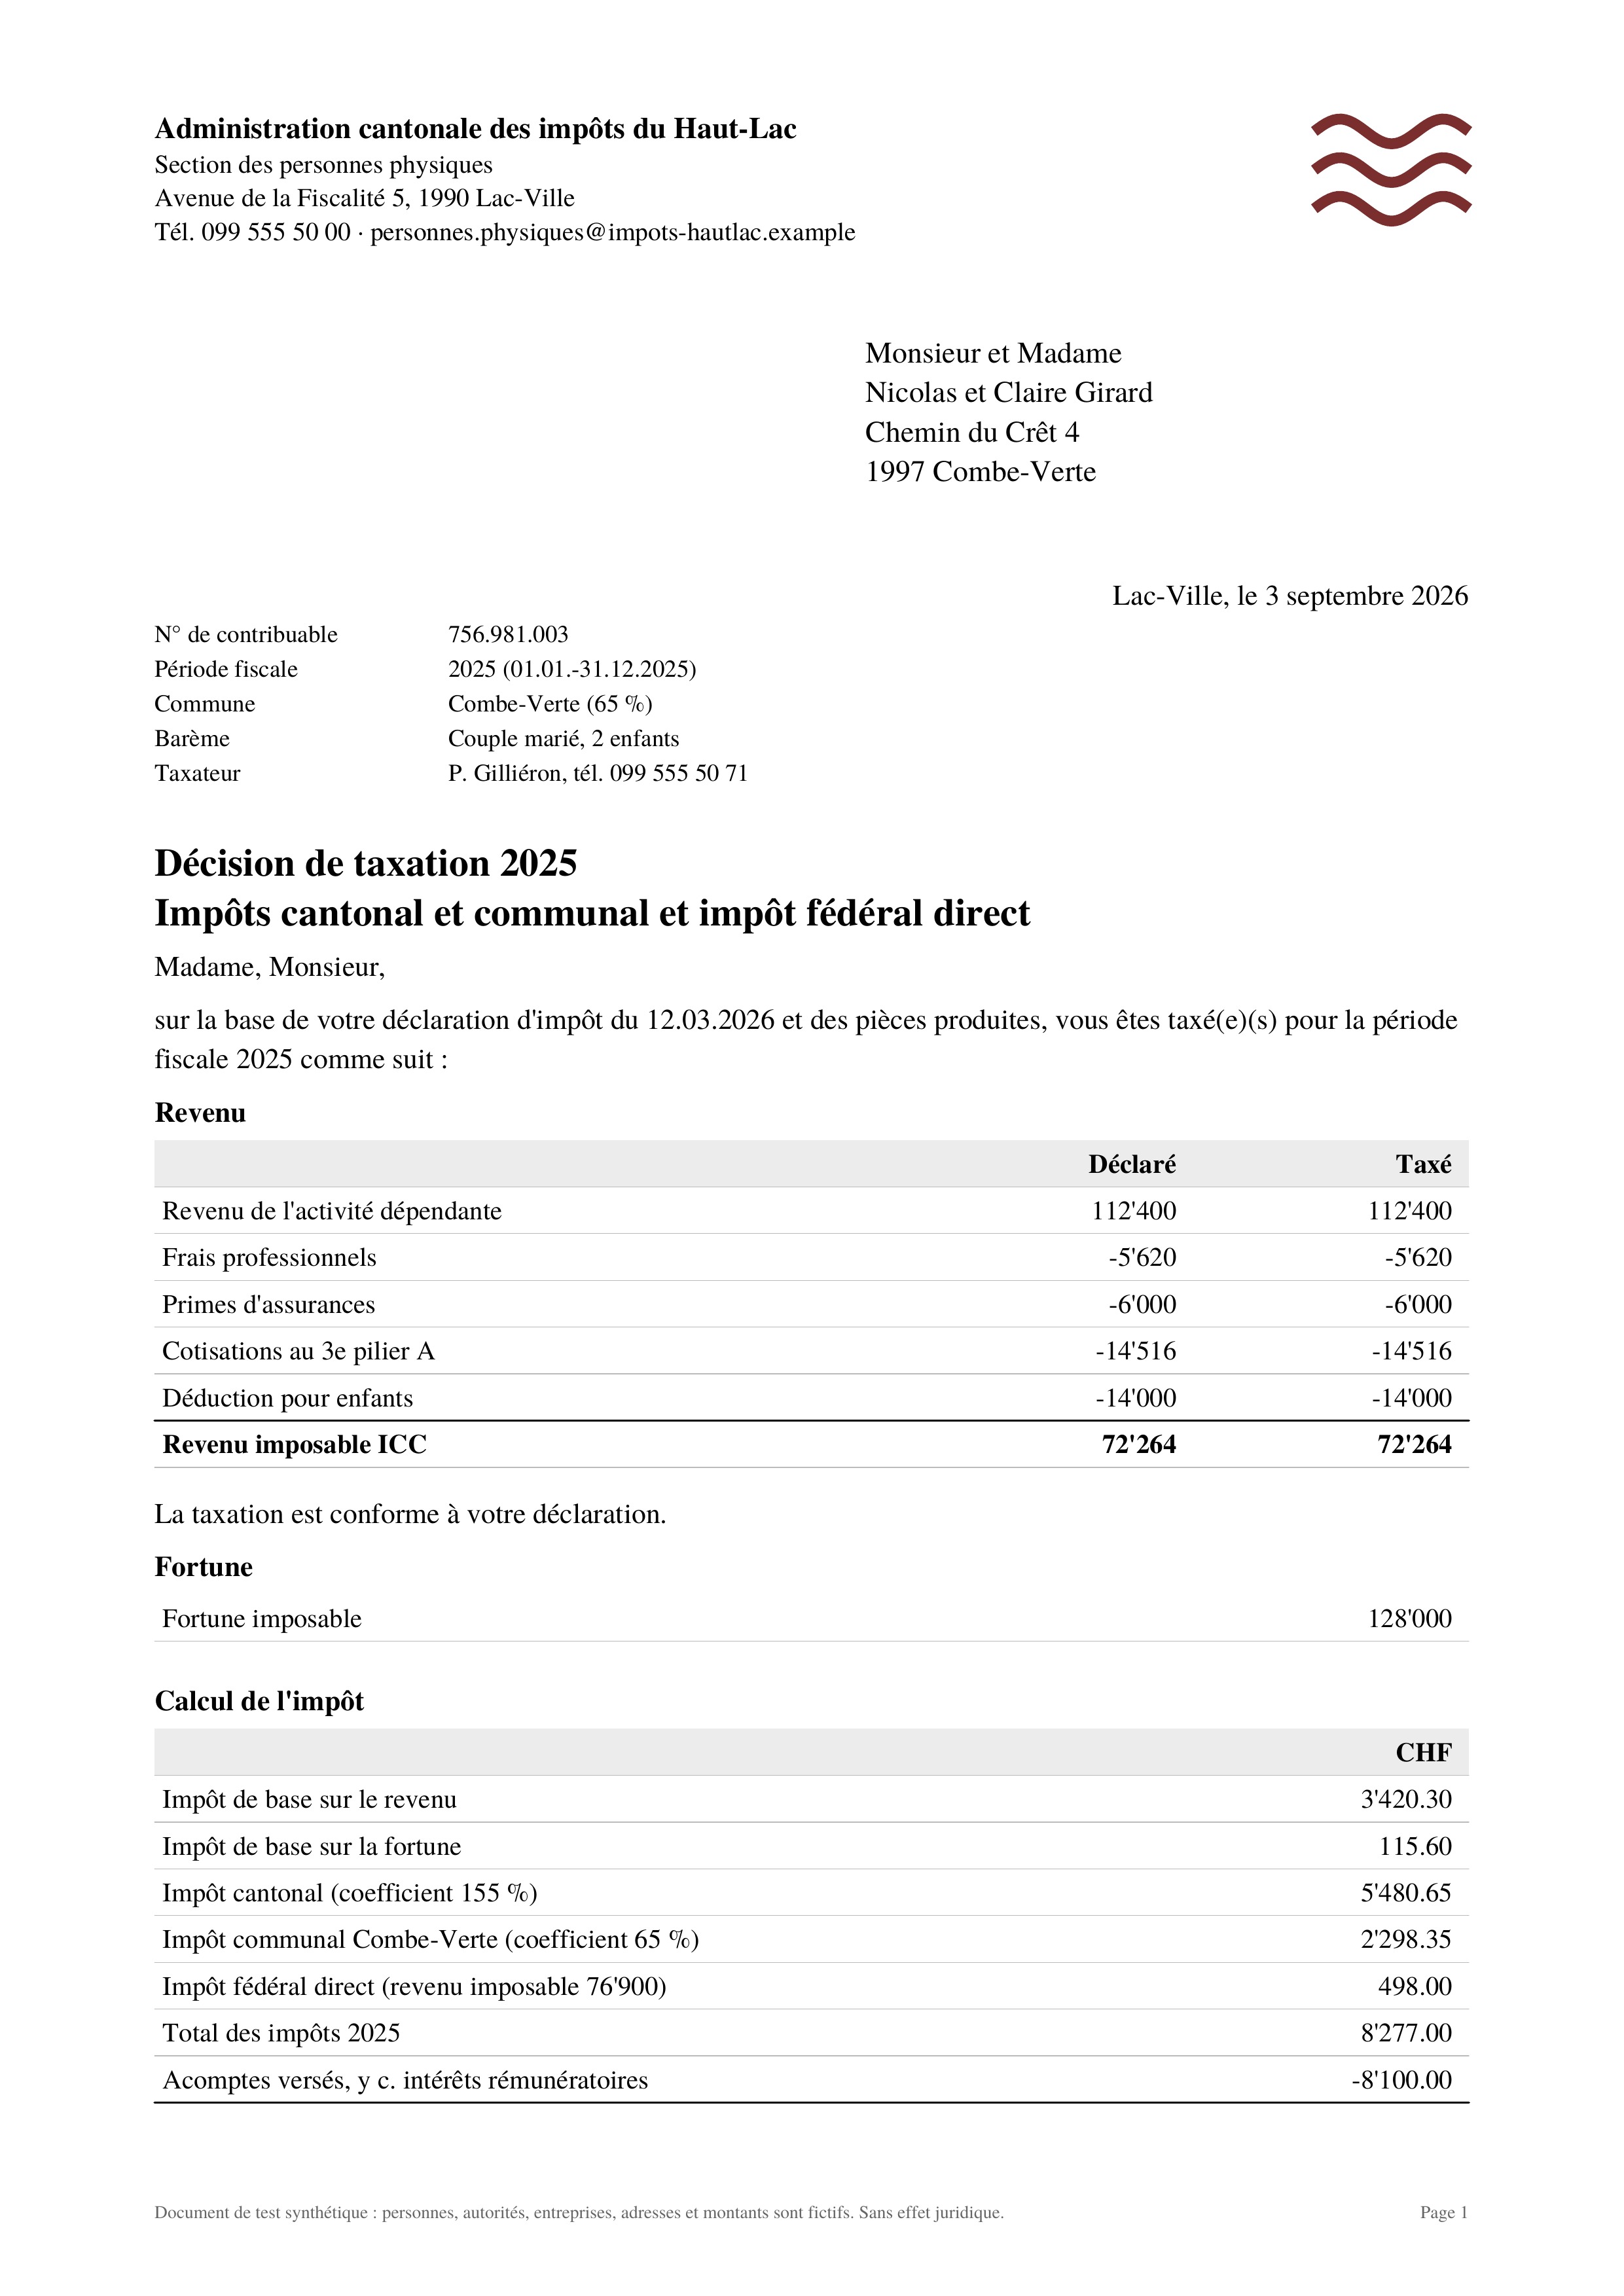 Administration cantonale des impôts du Haut-Lac
Section des personnes physiques
Avenue de la Fiscalité 5, 1990 Lac-Ville
Tél. 099 555 50 00 · personnes.physiques@impots-hautlac.example
Monsieur et Madame
Nicolas et Claire Girard
Chemin du Crêt 4
1997 Combe-Verte
Lac-Ville, le 3 septembre 2026
N° de contribuable 756.981.003
Période fiscale 2025 (01.01.-31.12.2025)
Commune Combe-Verte (65 %)
Barème Couple marié, 2 enfants
Taxateur P. Gilliéron, tél. 099 555 50 71
Décision de taxation 2025
Impôts cantonal et communal et impôt fédéral direct
Madame, Monsieur,
sur la base de votre déclaration d'impôt du 12.03.2026 et des pièces produites, vous êtes taxé(e)(s) pour la période
fiscale 2025 comme suit :
Revenu
Déclaré Taxé
Revenu de l'activité dépendante 112'400 112'400
Frais professionnels -5'620 -5'620
Primes d'assurances -6'000 -6'000
Cotisations au 3e pilier A -14'516 -14'516
Déduction pour enfants -14'000 -14'000
Revenu imposable ICC 72'264 72'264
La taxation est conforme à votre déclaration.
Fortune
Fortune imposable 128'000
Calcul de l'impôt
CHF
Impôt de base sur le revenu 3'420.30
Impôt de base sur la fortune 115.60
Impôt cantonal (coefficient 155 %) 5'480.65
Impôt communal Combe-Verte (coefficient 65 %) 2'298.35
Impôt fédéral direct (revenu imposable 76'900) 498.00
Total des impôts 2025 8'277.00
Acomptes versés, y c. intérêts rémunératoires -8'100.00
Document de test synthétique : personnes, autorités, entreprises, adresses et montants sont fictifs. Sans effet juridique. Page 1